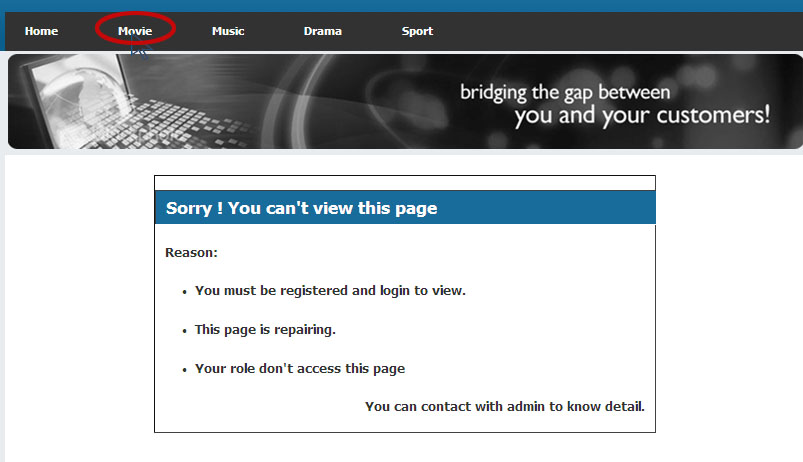 Home Movie Music Drama Sport
bridging the gap between
you and your customers!
Sorry ! You can't view this page
Reason:
• You must be registered and login to view.
• This page is repairing.
• Your role don't access this page
You can contact with admin to know detail.